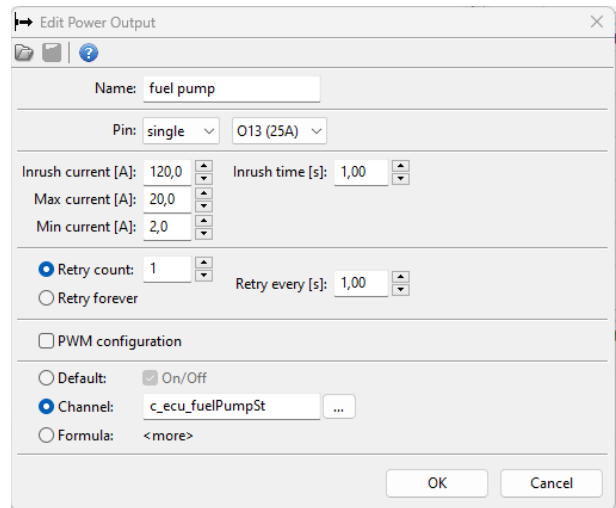 Edit Power Output
Name: fuel pump
Pin: single O13 (25A)
Inrush current [A]: 120,0 Inrush time [s]: 1,00
Max current [A]: 20,0
Min current [A]: 2,0
Retry count: 1
Retry every [s]: 1,00
Retry forever
PWM configuration
Default: On/Off
Channel: c_ecu_fuelPumpSt ...
Formula: <more>
OK Cancel